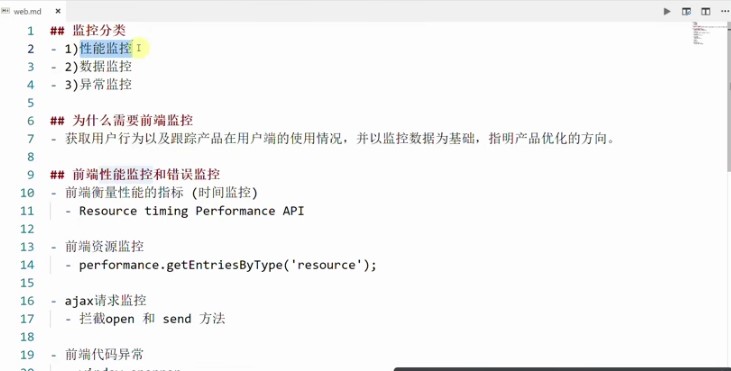 web.md
1 ## 监控分类
2 - 1)性能监控
3 - 2)数据监控
4 - 3)异常监控
5
6 ## 为什么需要前端监控
7 - 获取用户行为以及跟踪产品在用户端的使用情况，并以监控数据为基础，指明产品优化的方向。
8
9 ## 前端性能监控和错误监控
10 - 前端衡量性能的指标 (时间监控)
11 - Resource timing Performance API
12
13 - 前端资源监控
14 - performance.getEntriesByType('resource');
15
16 - ajax请求监控
17 - 拦截open 和 send 方法
18
19 - 前端代码异常